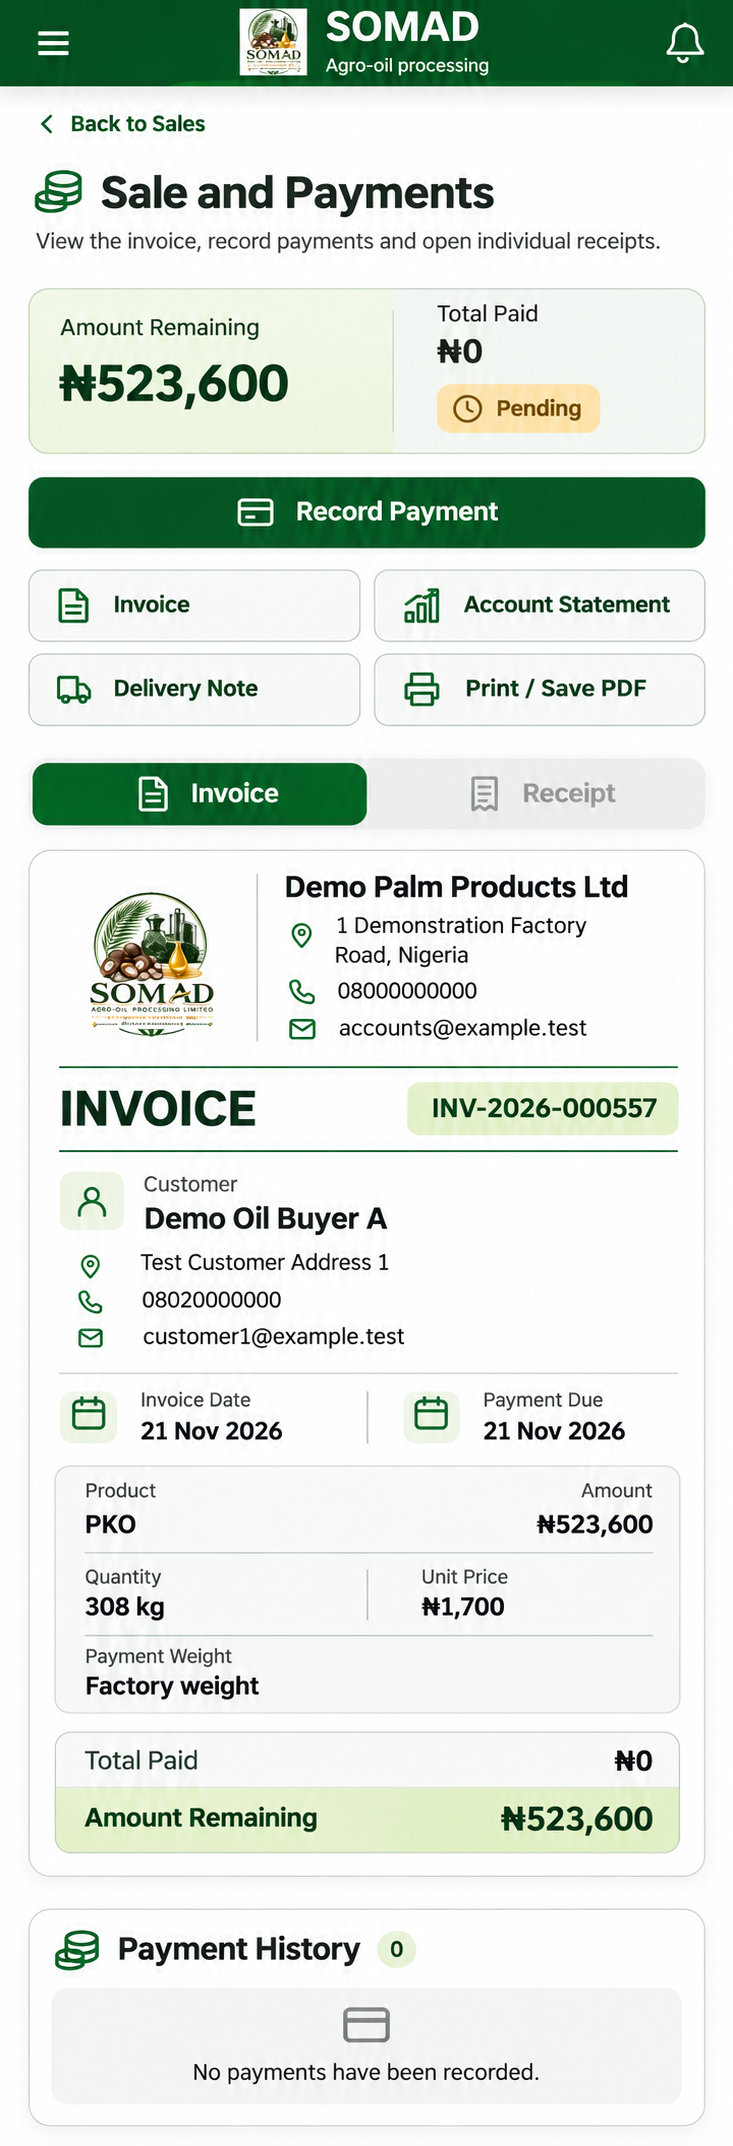 SOMAD
SOMAD
Agro-oil processing
Back to Sales
Sale and Payments
View the invoice, record payments and open individual receipts.
Amount Remaining
₦523,600
Total Paid
₦0
Pending
Record Payment
Invoice
Account Statement
Delivery Note
Print / Save PDF
Invoice
Receipt
SOMAD
AGRO-OIL PROCESSING LIMITED
Demo Palm Products Ltd
1 Demonstration Factory
Road, Nigeria
08000000000
accounts@example.test
INVOICE
INV-2026-000557
Customer
Demo Oil Buyer A
Test Customer Address 1
08020000000
customer1@example.test
Invoice Date
21 Nov 2026
Payment Due
21 Nov 2026
Product
PKO
Amount
₦523,600
Quantity
308 kg
Unit Price
₦1,700
Payment Weight
Factory weight
Total Paid
₦0
Amount Remaining
₦523,600
Payment History
0
No payments have been recorded.